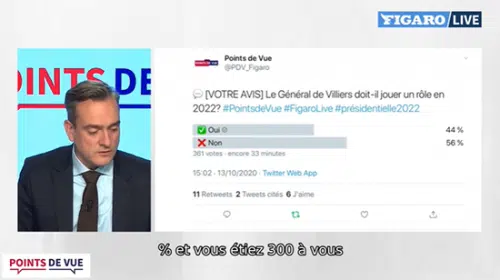 FIGARO LIVE
POINTS DE VUE
Points de Vue
@PDV_Figaro
[VOTRE AVIS] Le Général de Villiers doit-il jouer un rôle en
2022? #PointsdeVue #FigaroLive #présidentielle2022
Oui
44 %
Non
56 %
361 votes · encore 33 minutes
15:02 · 13/10/2020 · Twitter Web App
11 Retweets 2 Tweets cités 6 J'aime
% et vous étiez 300 à vous
POINTS DE VUE